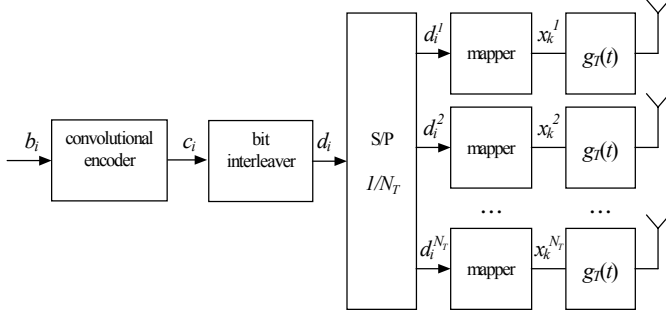 d_i^1 mapper x_k^1 g_T(t)
b_i convolutional encoder c_i bit interleaver d_i S/P 1/N_T d_i^2 mapper x_k^2 g_T(t)
... ...
d_i^{N_T} mapper x_k^{N_T} g_T(t)